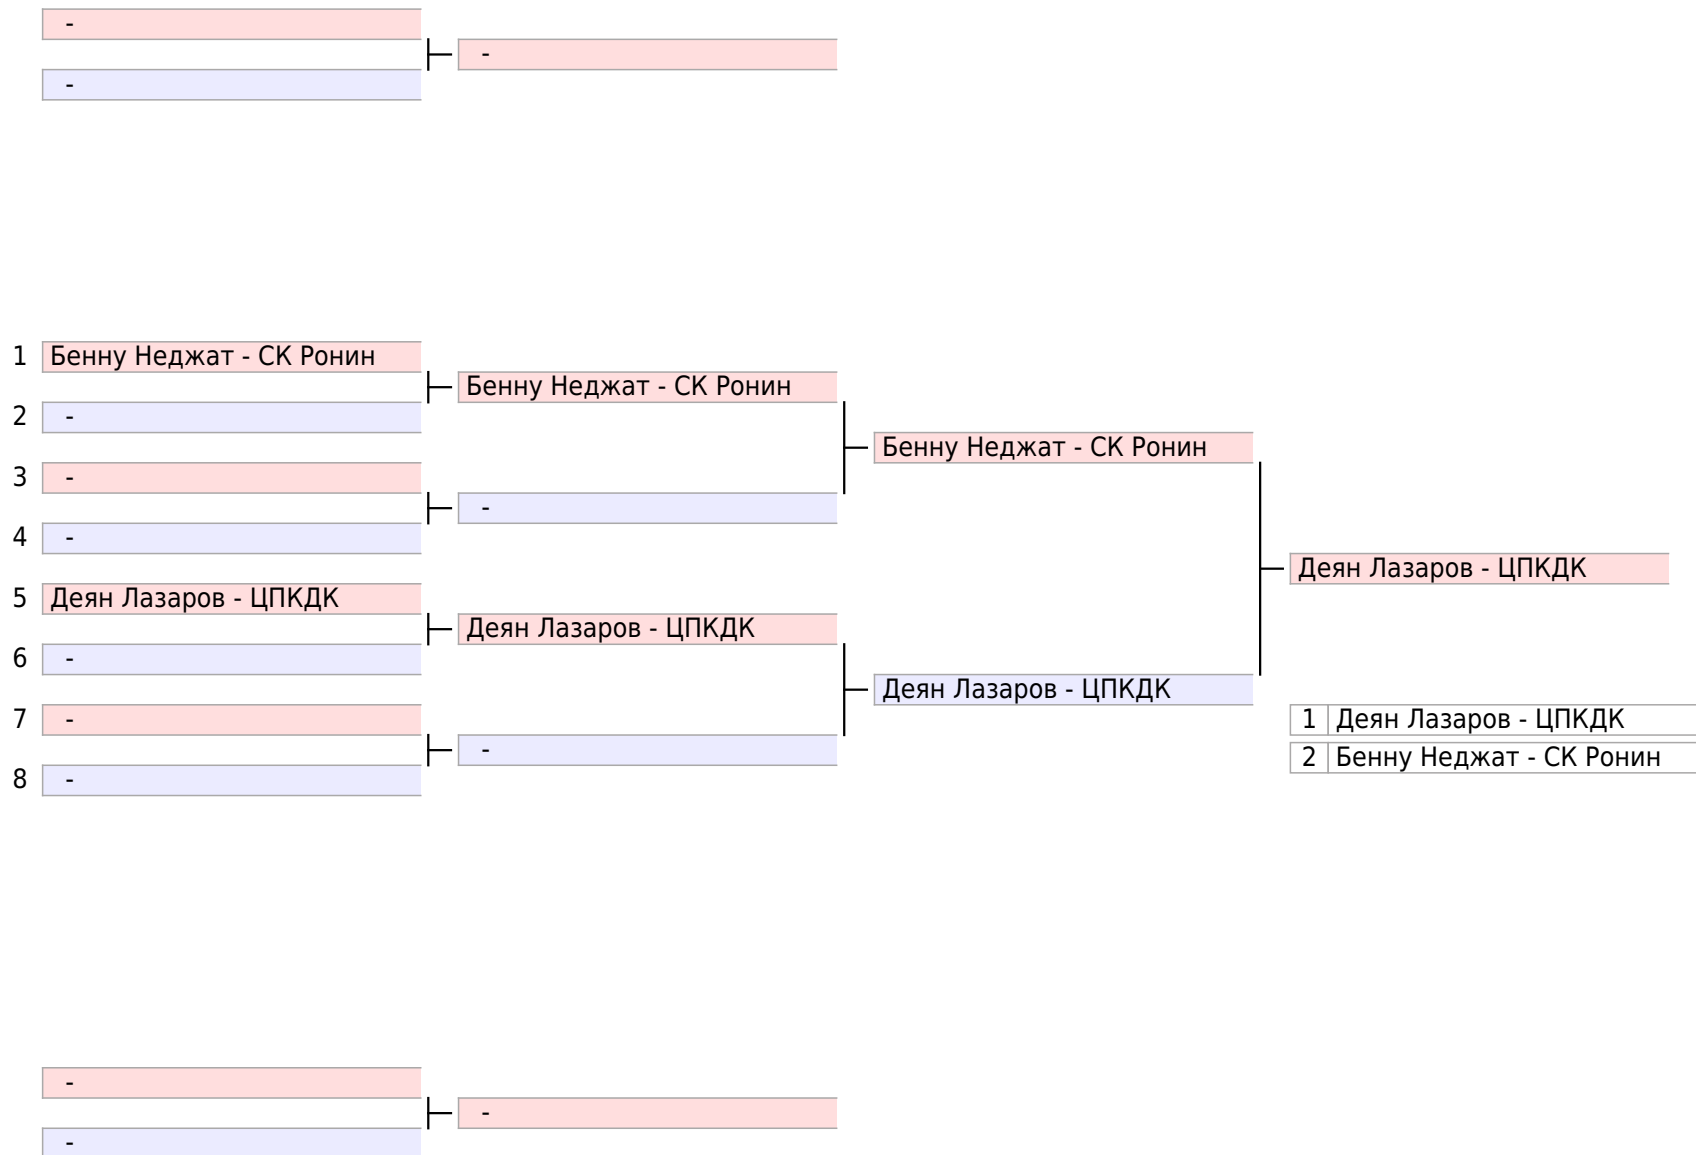 -
-
-
1 Бенну Неджат - СК Ронин
Бенну Неджат - СК Ронин
2 -
Бенну Неджат - СК Ронин
3 -
-
4 -
Деян Лазаров - ЦПКДК
5 Деян Лазаров - ЦПКДК
Деян Лазаров - ЦПКДК
6 -
Деян Лазаров - ЦПКДК
7 -
1 Деян Лазаров - ЦПКДК
-
2 Бенну Неджат - СК Ронин
8 -
-
-
-